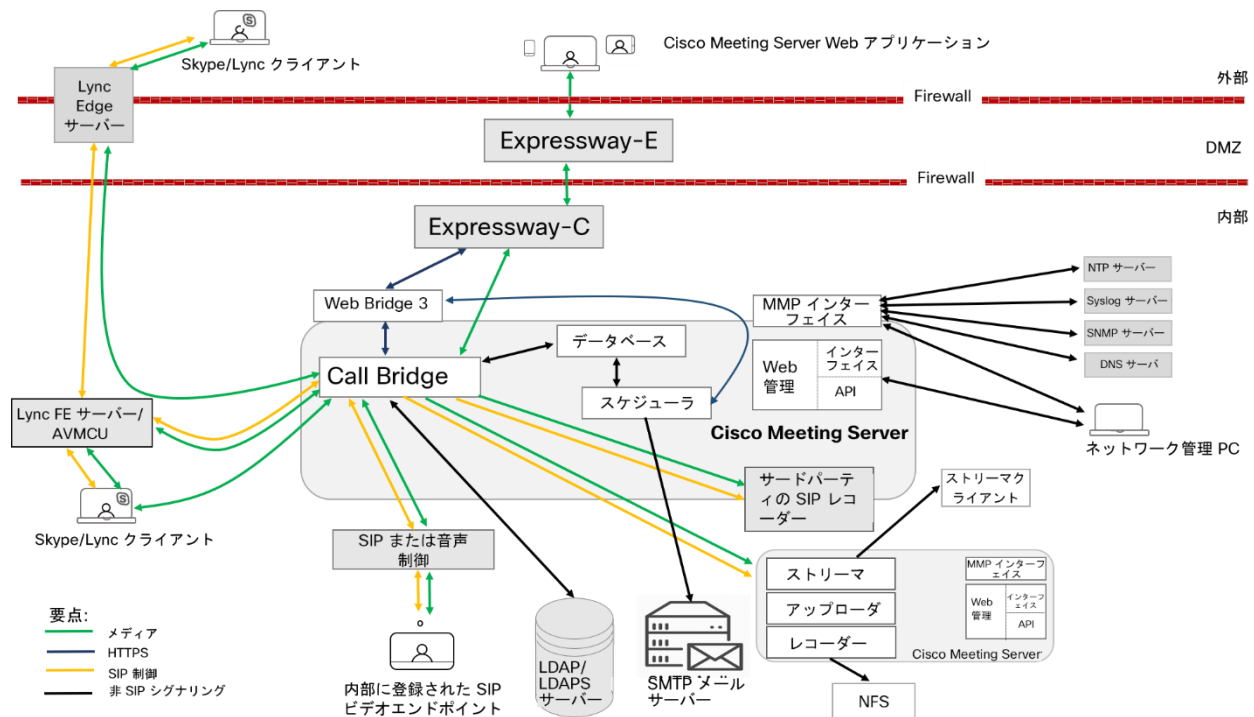 Skype/Lync クライアント
Cisco Meeting Server Web アプリケーション
外部
Lync
Edge
サーバー
Firewall
Expressway-E
DMZ
Firewall
内部
Expressway-C
Web Bridge 3
MMP インター
フェイス
NTP サーバー
Syslog サーバー
SNMP サーバー
DNS サーバ
データベース
Call Bridge
スケジューラ
Web
管理
インター
フェイス
API
Cisco Meeting Server
ネットワーク管理 PC
Lync FE サーバー/
AVMCU
Skype/Lync クライアント
サードパーテ
ィの SIP レコ
ーダー
ストリーマク
ライアント
SIP または音声
制御
ストリーマ
アップローダ
レコーダー
MMP インターフ
ェイス
Web
管理
インターフ
ェイス
API
Cisco Meeting Server
NFS
要点:
メディア
HTTPS
SIP 制御
非 SIP シグナリング
内部に登録された SIP
ビデオエンドポイント
LDAP/
LDAPS
サーバー
SMTP メール
サーバー